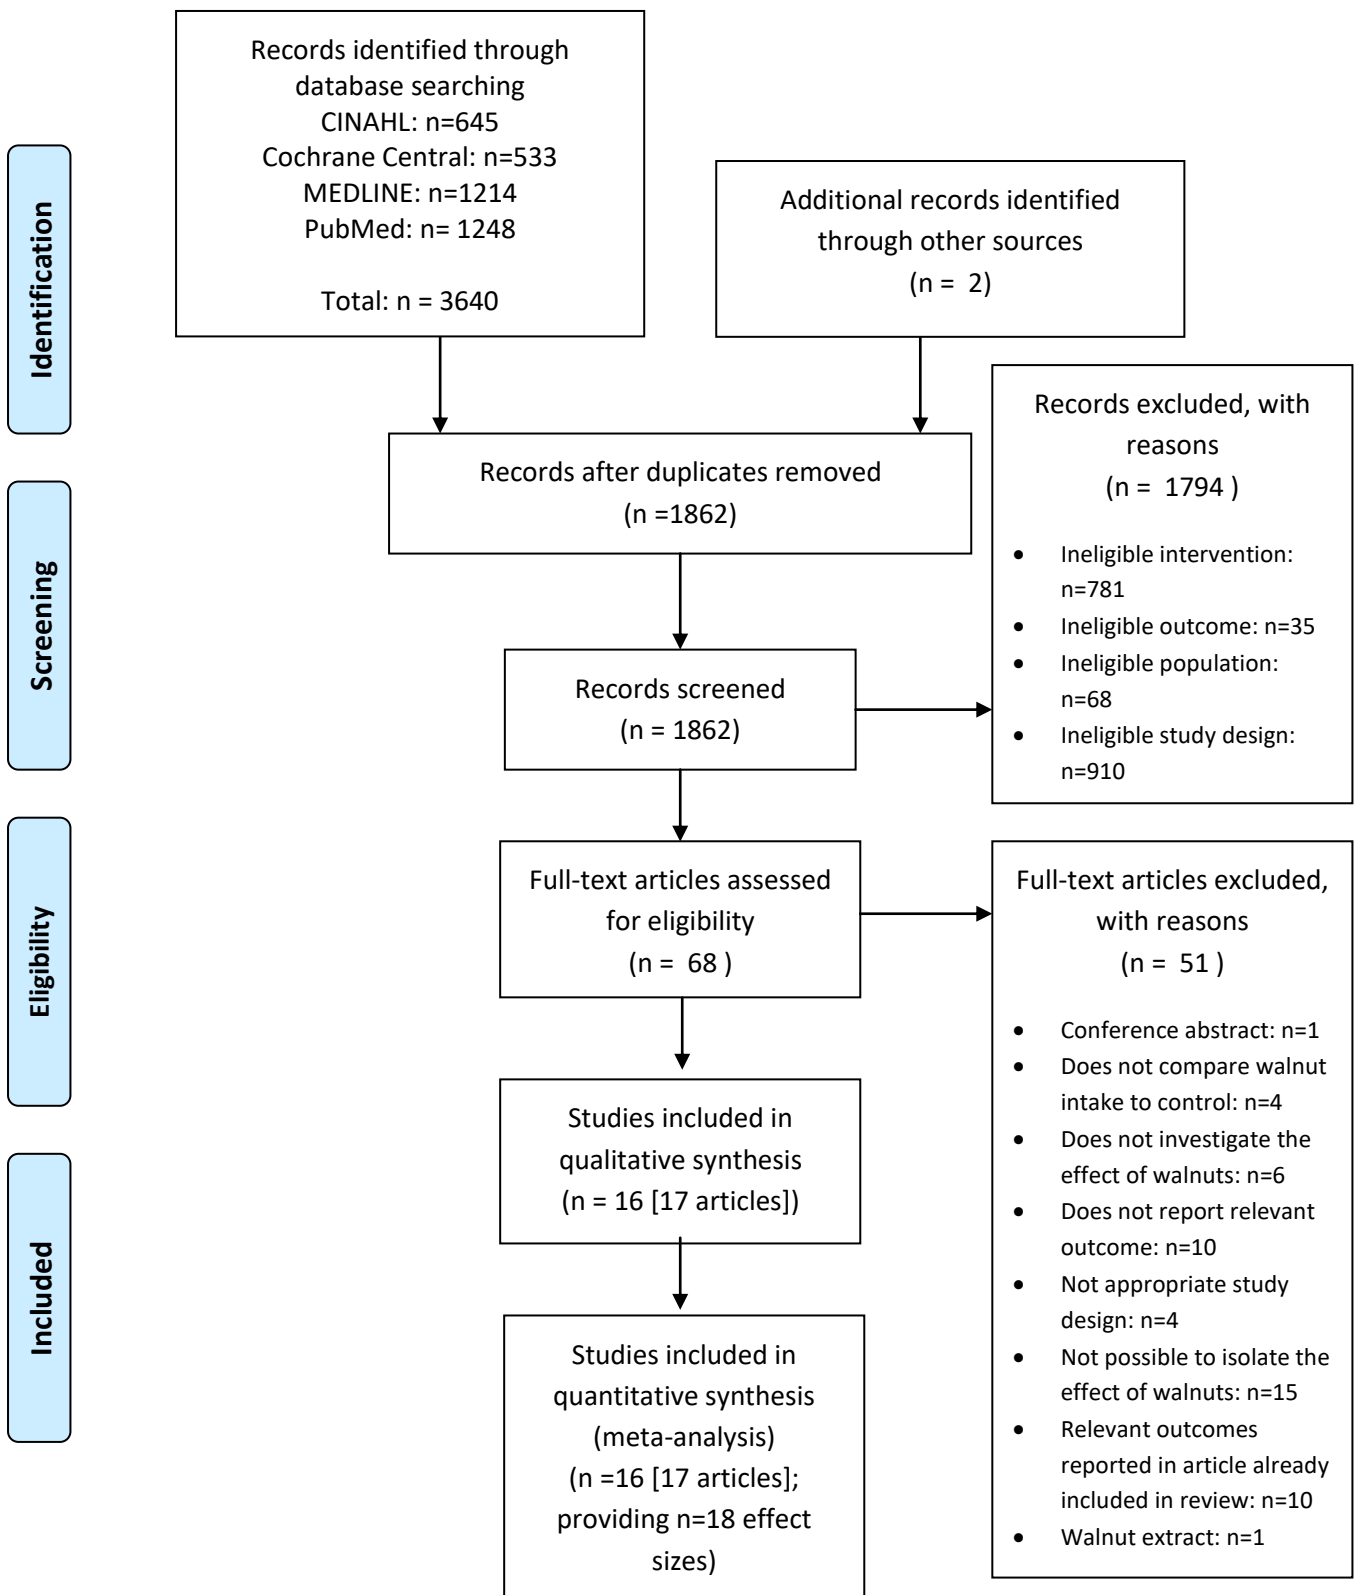 Records identified through
database searching
CINAHL: n=645
Cochrane Central: n=533
MEDLINE: n=1214
PubMed: n= 1248
Total: n = 3640
Additional records identified
through other sources
(n =  2)
Identification
Records after duplicates removed
(n =1862)
Records excluded, with
reasons
(n =  1794 )
• Ineligible intervention:
n=781
• Ineligible outcome: n=35
• Ineligible population:
n=68
• Ineligible study design:
n=910
Screening
Records screened
(n = 1862)
Eligibility
Full-text articles assessed
for eligibility
(n =  68 )
Full-text articles excluded,
with reasons
(n =  51 )
• Conference abstract: n=1
• Does not compare walnut
intake to control: n=4
• Does not investigate the
effect of walnuts: n=6
• Does not report relevant
outcome: n=10
• Not appropriate study
design: n=4
• Not possible to isolate the
effect of walnuts: n=15
• Relevant outcomes
reported in article already
included in review: n=10
• Walnut extract: n=1
Studies included in
qualitative synthesis
(n = 16 [17 articles])
Included
Studies included in
quantitative synthesis
(meta-analysis)
(n =16 [17 articles];
providing n=18 effect
sizes)